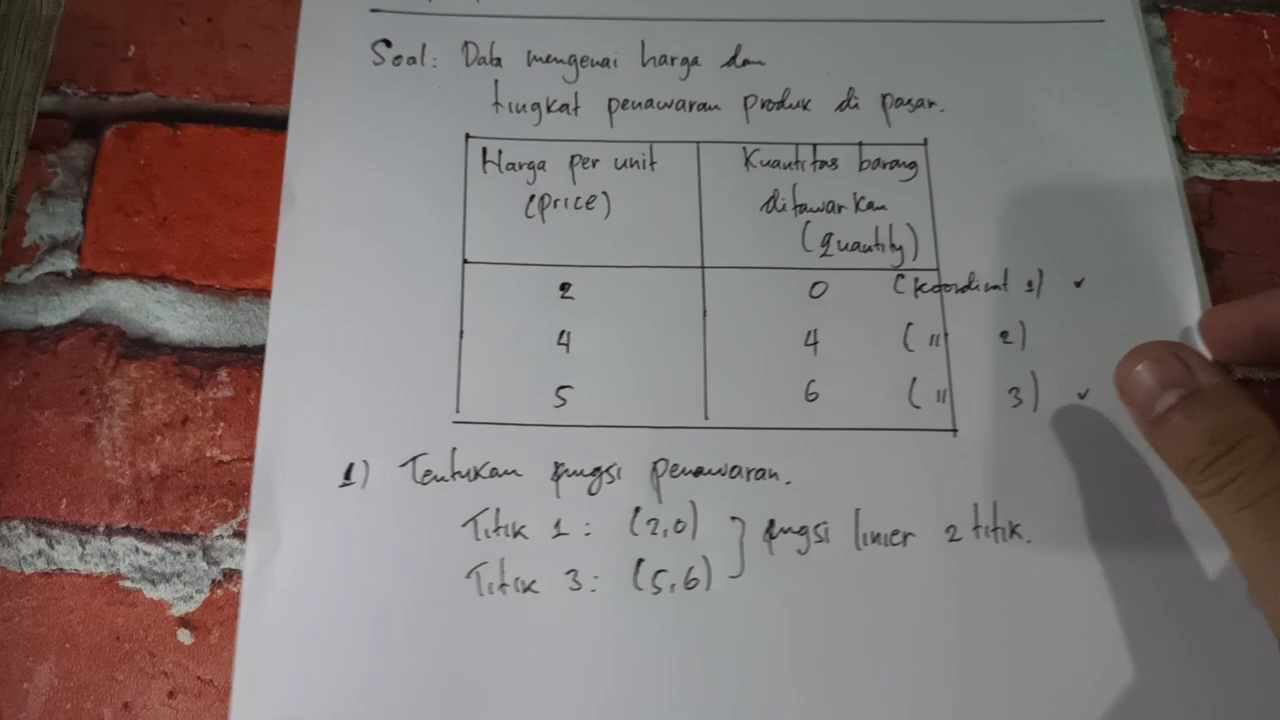 Soal: Data mengenai harga dan
tingkat penawaran produk di pasar.
Harga per unit
(price)
Kuantitas barang
ditawarkan
(quantity)
2 0 (koordinat 1) ✓
4 4 ( " 2)
5 6 ( " 3) ✓
1) Tentukan fungsi penawaran.
Titik 1 : (2,0)
fungsi linier 2 titik.
Titik 3 : (5,6)